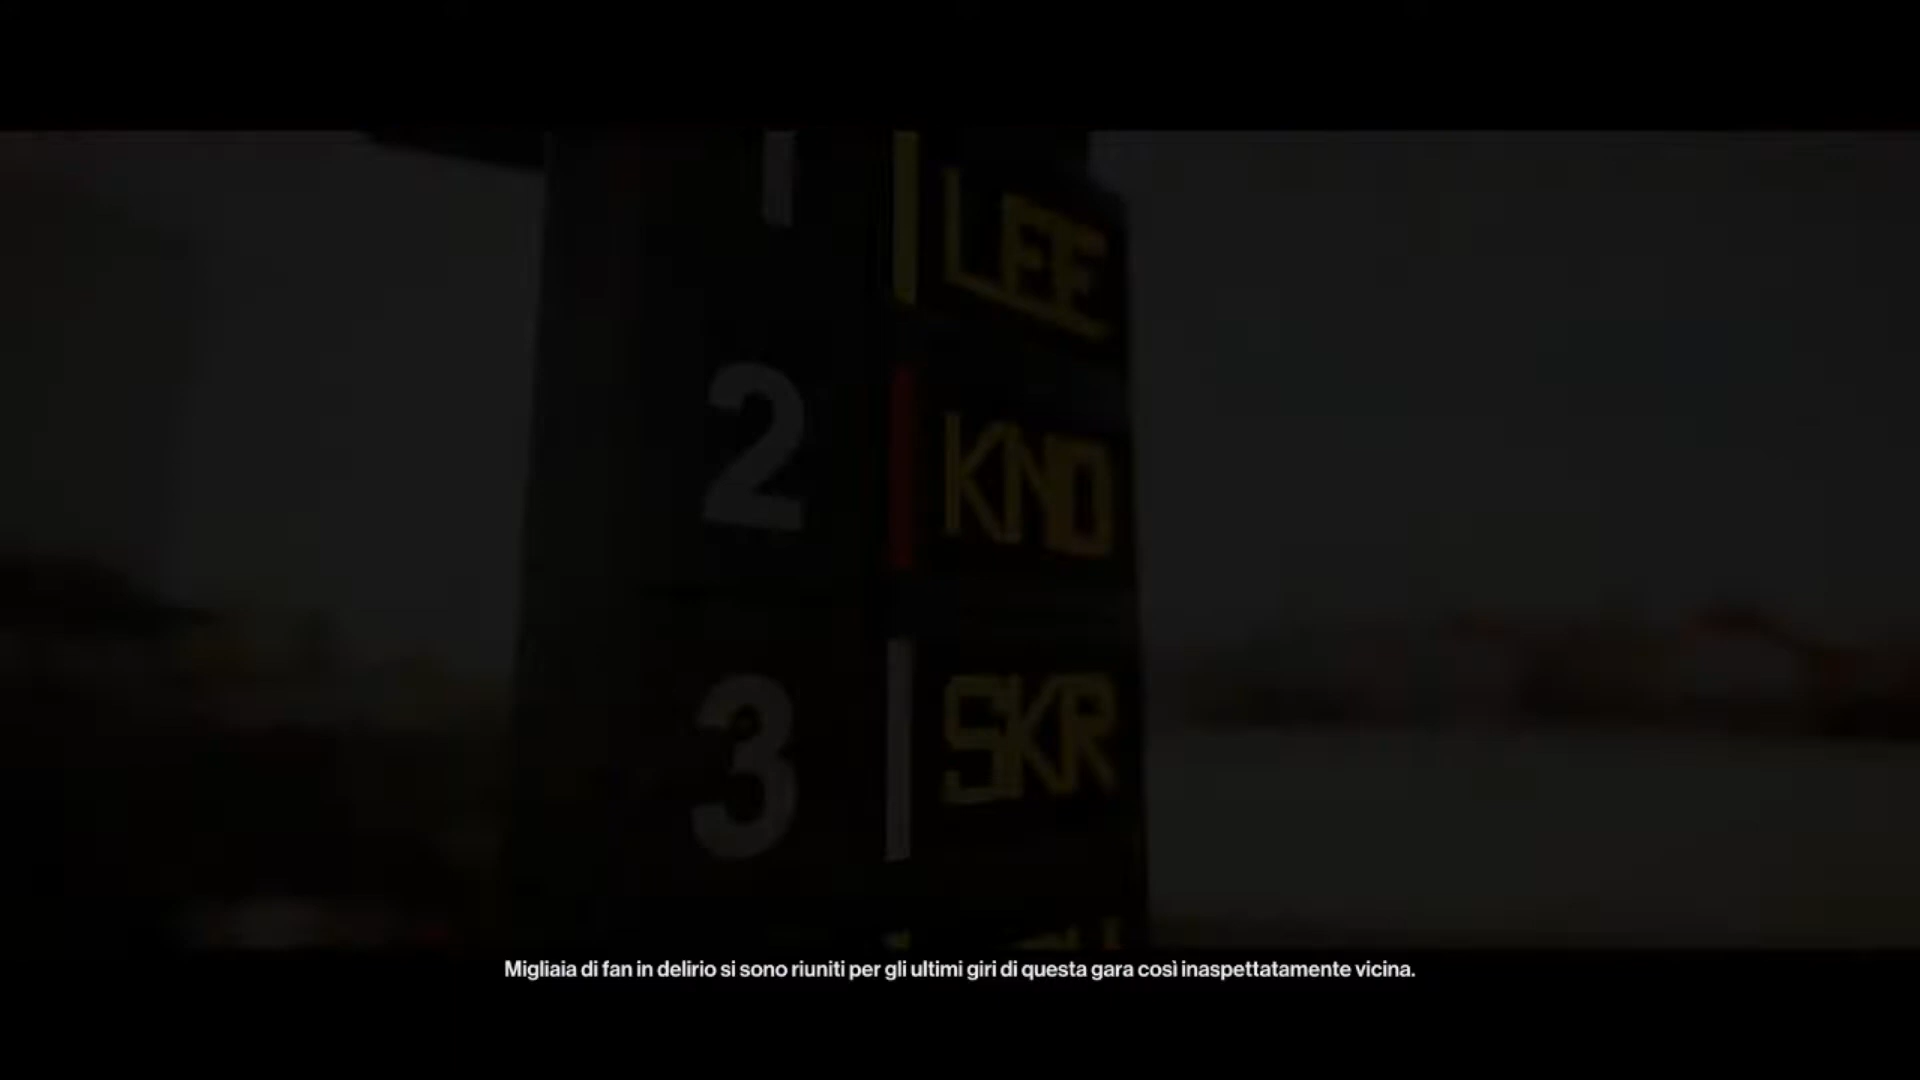 LEE
2 KNO
3 SKR
Migliaia di fan in delirio si sono riuniti per gli ultimi giri di questa gara così inaspettatamente vicina.